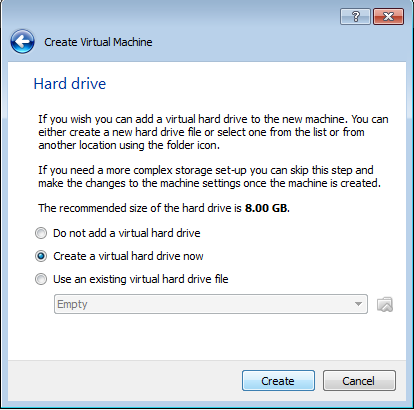 ?
Create Virtual Machine
Hard drive
If you wish you can add a virtual hard drive to the new machine. You can
either create a new hard drive file or select one from the list or from
another location using the folder icon.
If you need a more complex storage set-up you can skip this step and
make the changes to the machine settings once the machine is created.
The recommended size of the hard drive is 8.00 GB.
Do not add a virtual hard drive
Create a virtual hard drive now
Use an existing virtual hard drive file
Empty
Create Cancel